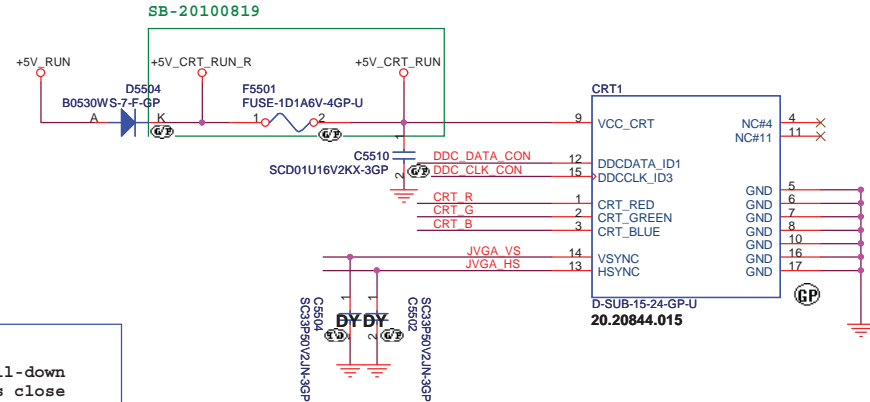 SB-20100819
+5V_RUN
+5V_CRT_RUN_R
+5V_CRT_RUN
D5504
B0530WS-7-F-GP
A
K
F5501
FUSE-1D1A6V-4GP-U
1
2
C5510
SCD01U16V2KX-3GP
1
2
CRT1
9 VCC_CRT
NC#4 4
NC#11 11
DDC_DATA_CON 12 DDCDATA_ID1
DDC_CLK_CON 15 DDCCLK_ID3
CRT_R 1 CRT_RED
CRT_G 2 CRT_GREEN
CRT_B 3 CRT_BLUE
JVGA_VS 14 VSYNC
JVGA_HS 13 HSYNC
GND 5
GND 6
GND 7
GND 8
GND 10
GND 16
GND 17
D-SUB-15-24-GP-U
20.20844.015
GP
C5504
SC33P50V2JN-3GP
1
DY
C5502
SC33P50V2JN-3GP
1
2
DY
ll-down
s close